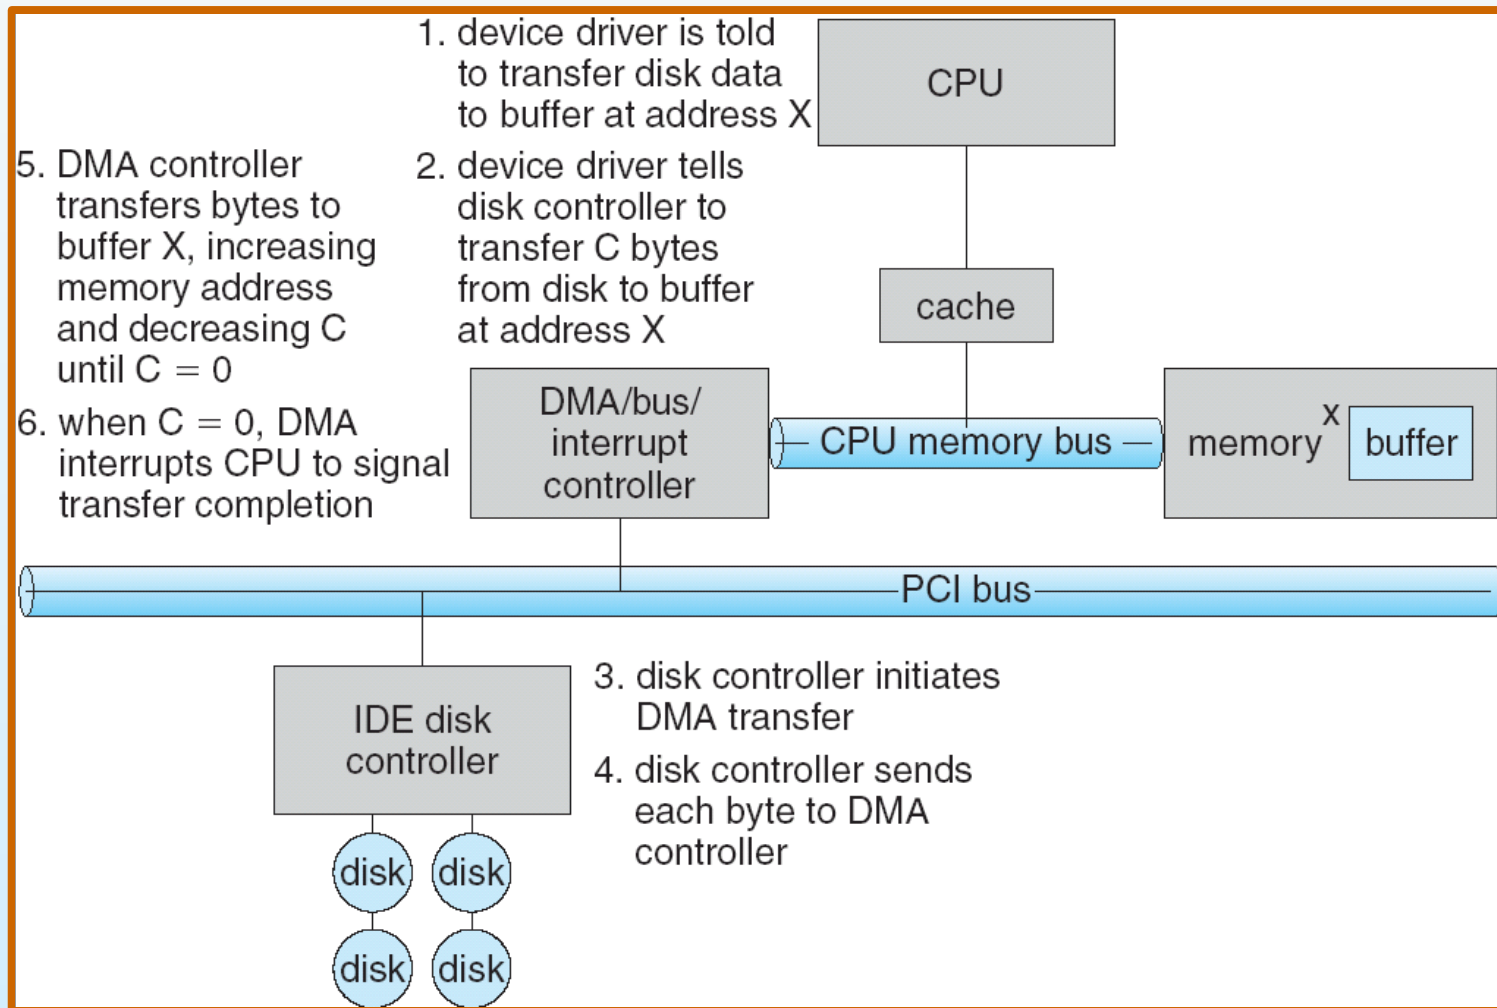 1. device driver is told
to transfer disk data
to buffer at address X
CPU
5. DMA controller
transfers bytes to
buffer X, increasing
memory address
and decreasing C
until C = 0
2. device driver tells
disk controller to
transfer C bytes
from disk to buffer
at address X
cache
6. when C = 0, DMA
interrupts CPU to signal
transfer completion
DMA/bus/
interrupt
controller
CPU memory bus
memory
x
buffer
PCI bus
IDE disk
controller
3. disk controller initiates
DMA transfer
4. disk controller sends
each byte to DMA
controller
disk
disk
disk
disk